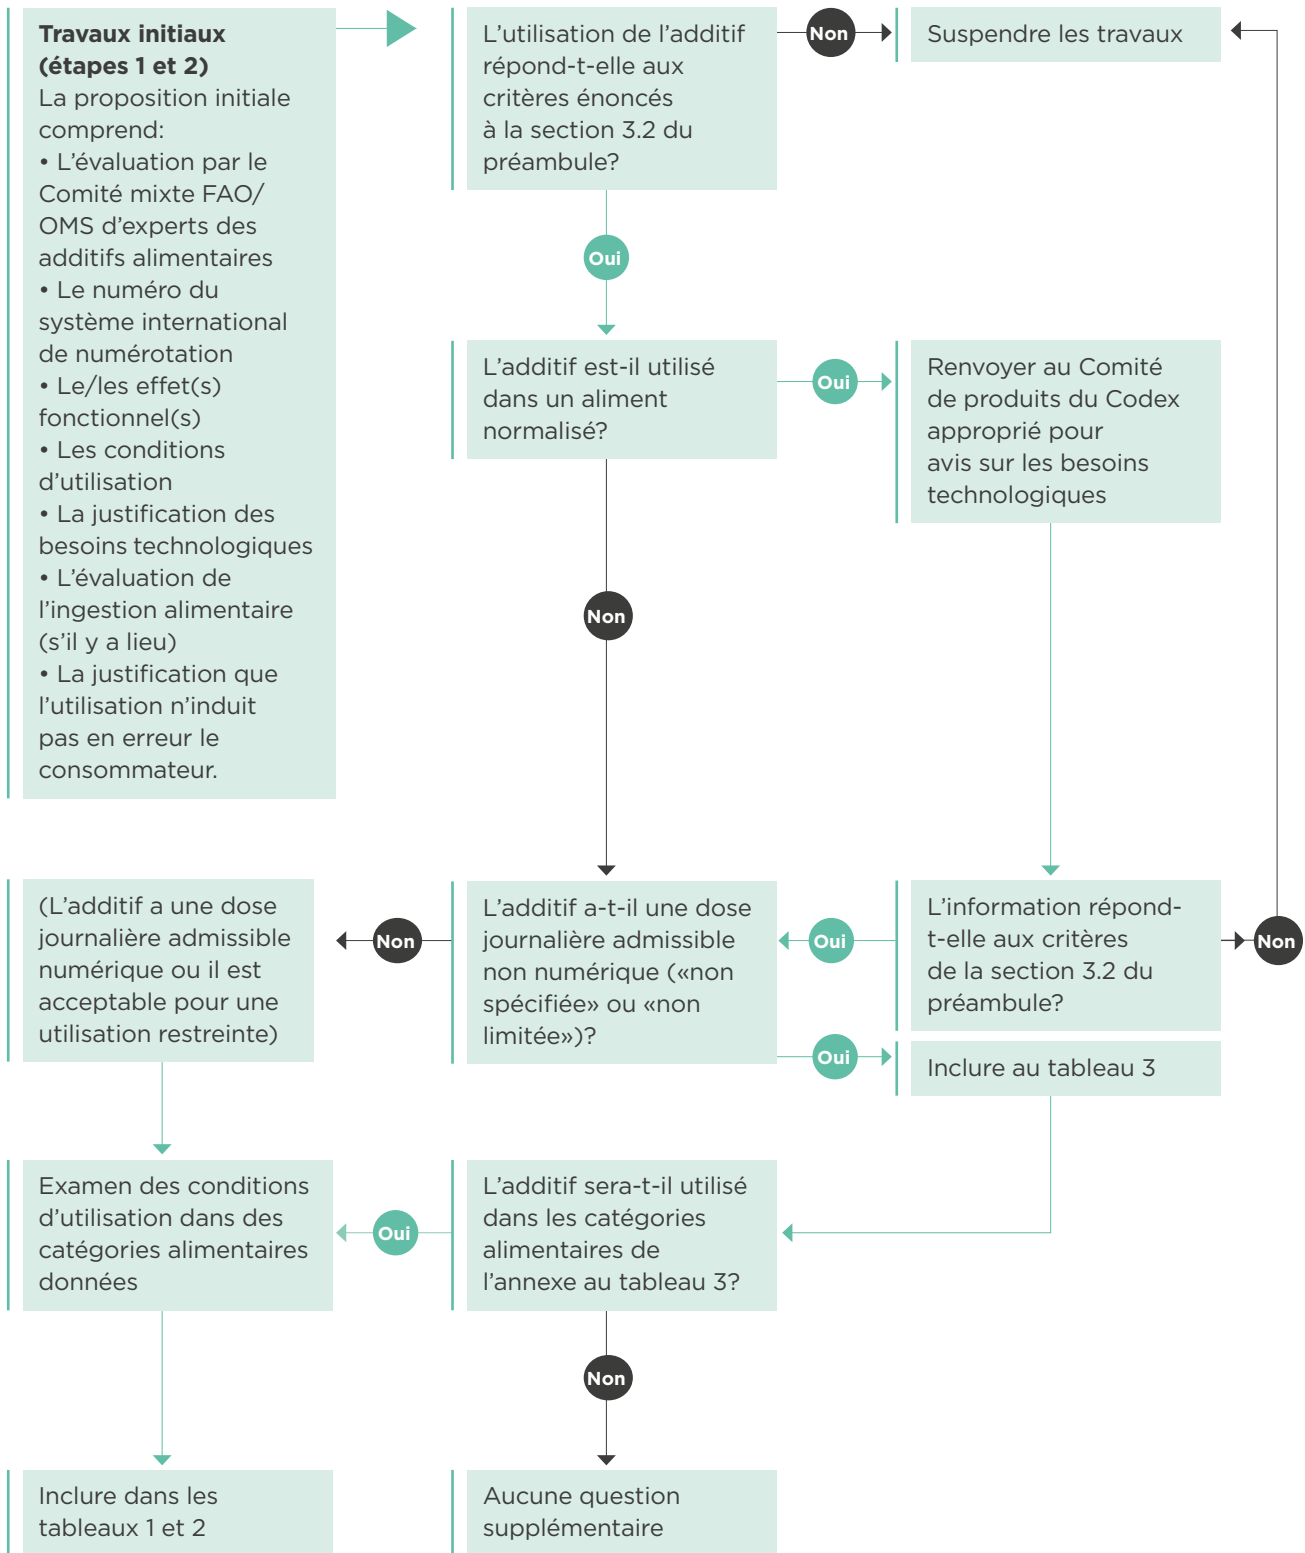 Travaux initiaux
(étapes 1 et 2)
La proposition initiale
comprend:
• L’évaluation par le
Comité mixte FAO/
OMS d’experts des
additifs alimentaires
• Le numéro du
système international
de numérotation
• Le/les effet(s)
fonctionnel(s)
• Les conditions
d’utilisation
• La justification des
besoins technologiques
• L’évaluation de
l’ingestion alimentaire
(s’il y a lieu)
• La justification que
l’utilisation n’induit
pas en erreur le
consommateur.
L’utilisation de l’additif
répond-t-elle aux
critères énoncés
à la section 3.2 du
préambule?
Non
Suspendre les travaux
Oui
L’additif est-il utilisé
dans un aliment
normalisé?
Oui
Renvoyer au Comité
de produits du Codex
approprié pour
avis sur les besoins
technologiques
Non
(L’additif a une dose
journalière admissible
numérique ou il est
acceptable pour une
utilisation restreinte)
Non
L’additif a-t-il une dose
journalière admissible
non numérique («non
spécifiée» ou «non
limitée»)?
Oui
L’information répond-
t-elle aux critères
de la section 3.2 du
préambule?
Non
Oui
Inclure au tableau 3
Examen des conditions
d’utilisation dans des
catégories alimentaires
données
Oui
L’additif sera-t-il utilisé
dans les catégories
alimentaires de
l’annexe au tableau 3?
Non
Inclure dans les
tableaux 1 et 2
Aucune question
supplémentaire